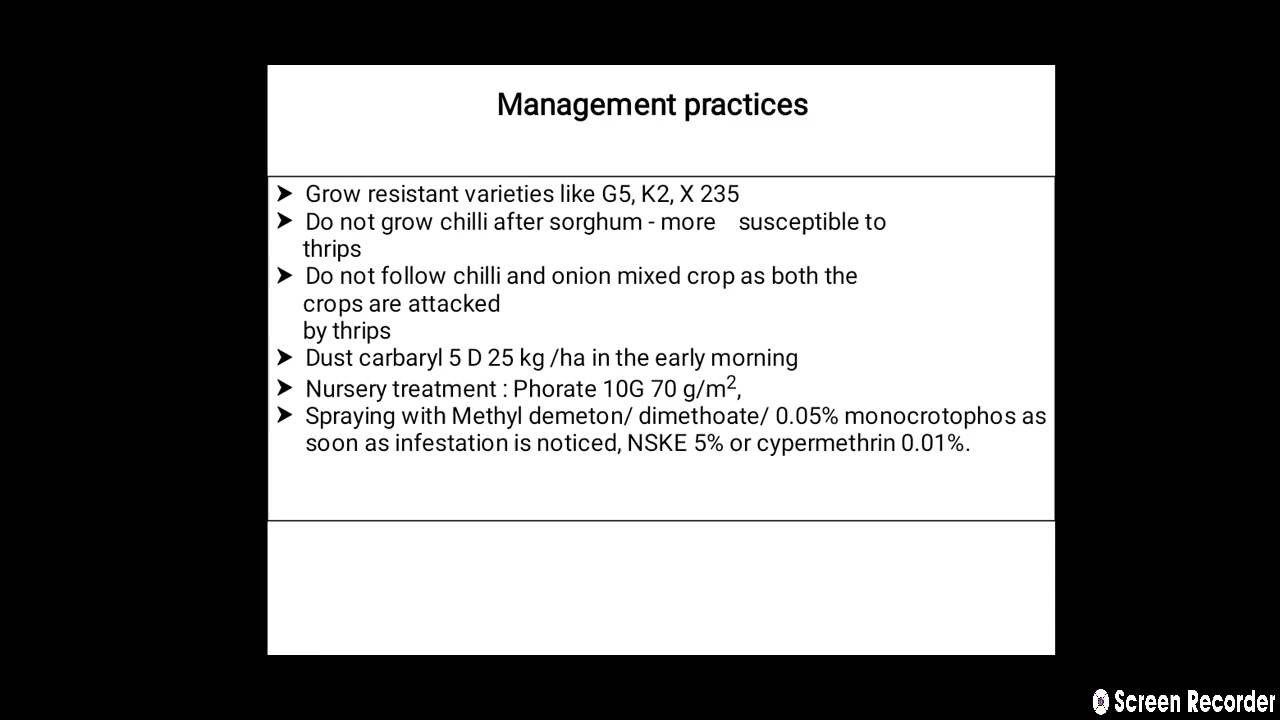 Management practices
➤ Grow resistant varieties like G5, K2, X 235
➤ Do not grow chilli after sorghum - more susceptible to
thrips
➤ Do not follow chilli and onion mixed crop as both the
crops are attacked
by thrips
➤ Dust carbaryl 5 D 25 kg /ha in the early morning
➤ Nursery treatment : Phorate 10G 70 g/m²,
➤ Spraying with Methyl demeton/ dimethoate/ 0.05% monocrotophos as
soon as infestation is noticed, NSKE 5% or cypermethrin 0.01%.
Screen Recorder